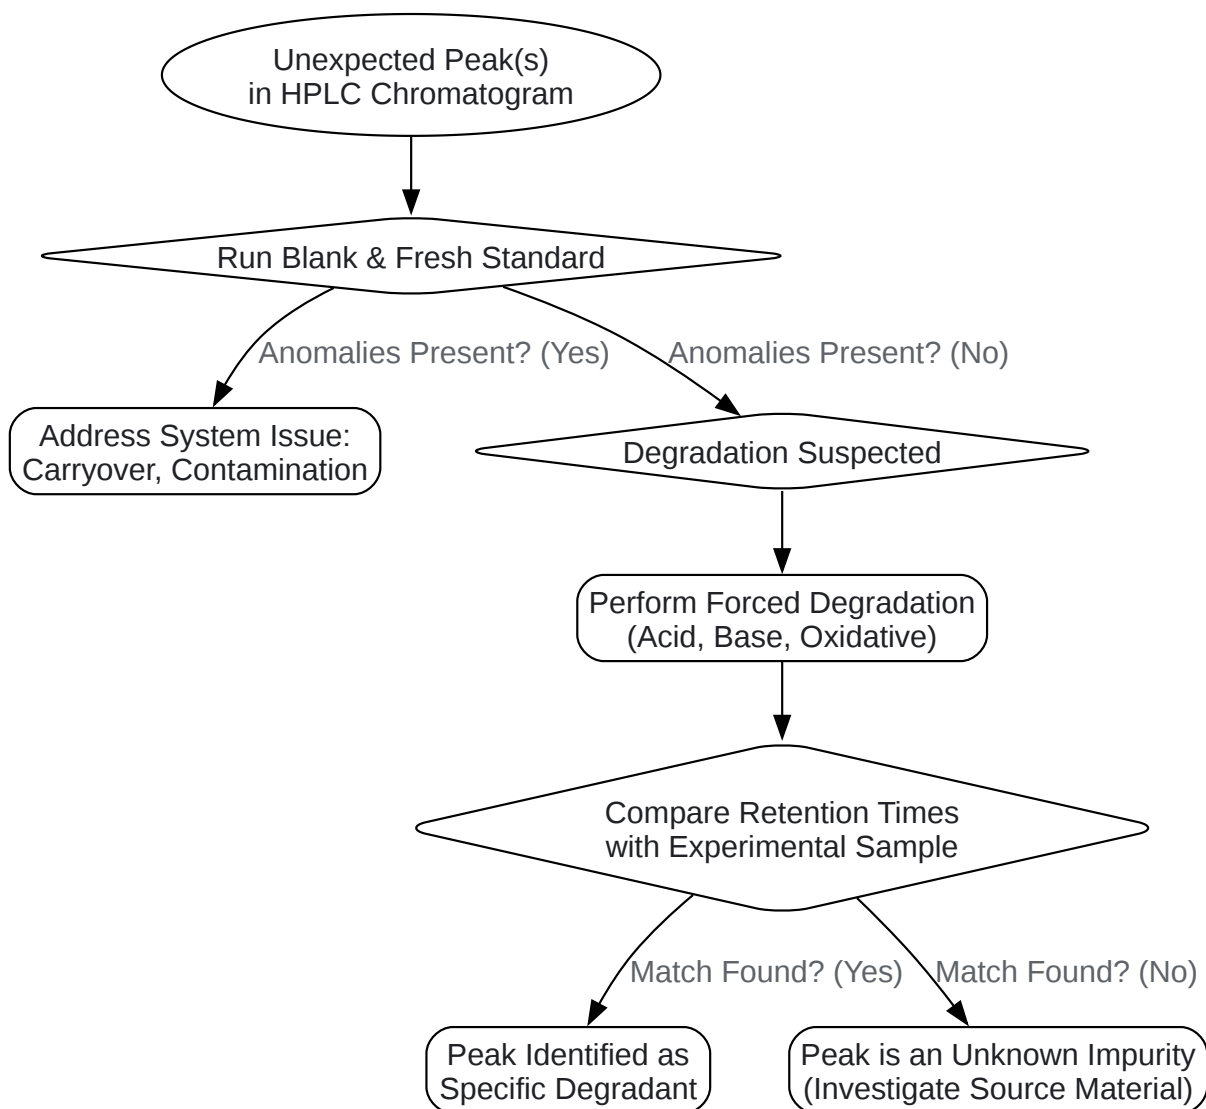 Unexpected Peak(s)
in HPLC Chromatogram
Run Blank & Fresh Standard
Anomalies Present? (Yes)
Anomalies Present? (No)
Address System Issue:
Carryover, Contamination
Degradation Suspected
Perform Forced Degradation
(Acid, Base, Oxidative)
Compare Retention Times
with Experimental Sample
Match Found? (Yes)
Match Found? (No)
Peak Identified as
Specific Degradant
Peak is an Unknown Impurity
(Investigate Source Material)